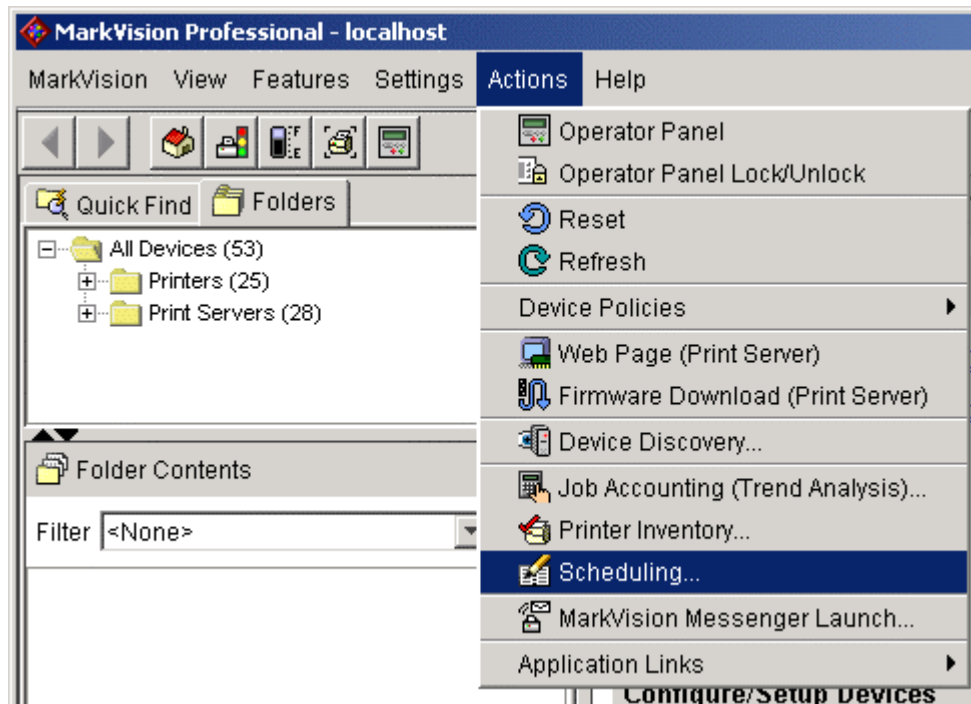 MarkVision Professional - localhost
MarkVision View Features Settings Actions Help
Operator Panel
Operator Panel Lock/Unlock
Reset
Refresh
Device Policies
Web Page (Print Server)
Firmware Download (Print Server)
Device Discovery...
Job Accounting (Trend Analysis)...
Printer Inventory...
Scheduling...
MarkVision Messenger Launch...
Application Links
Quick Find Folders
All Devices (53)
Printers (25)
Print Servers (28)
Folder Contents
Filter <None>
Configure/Setup Devices